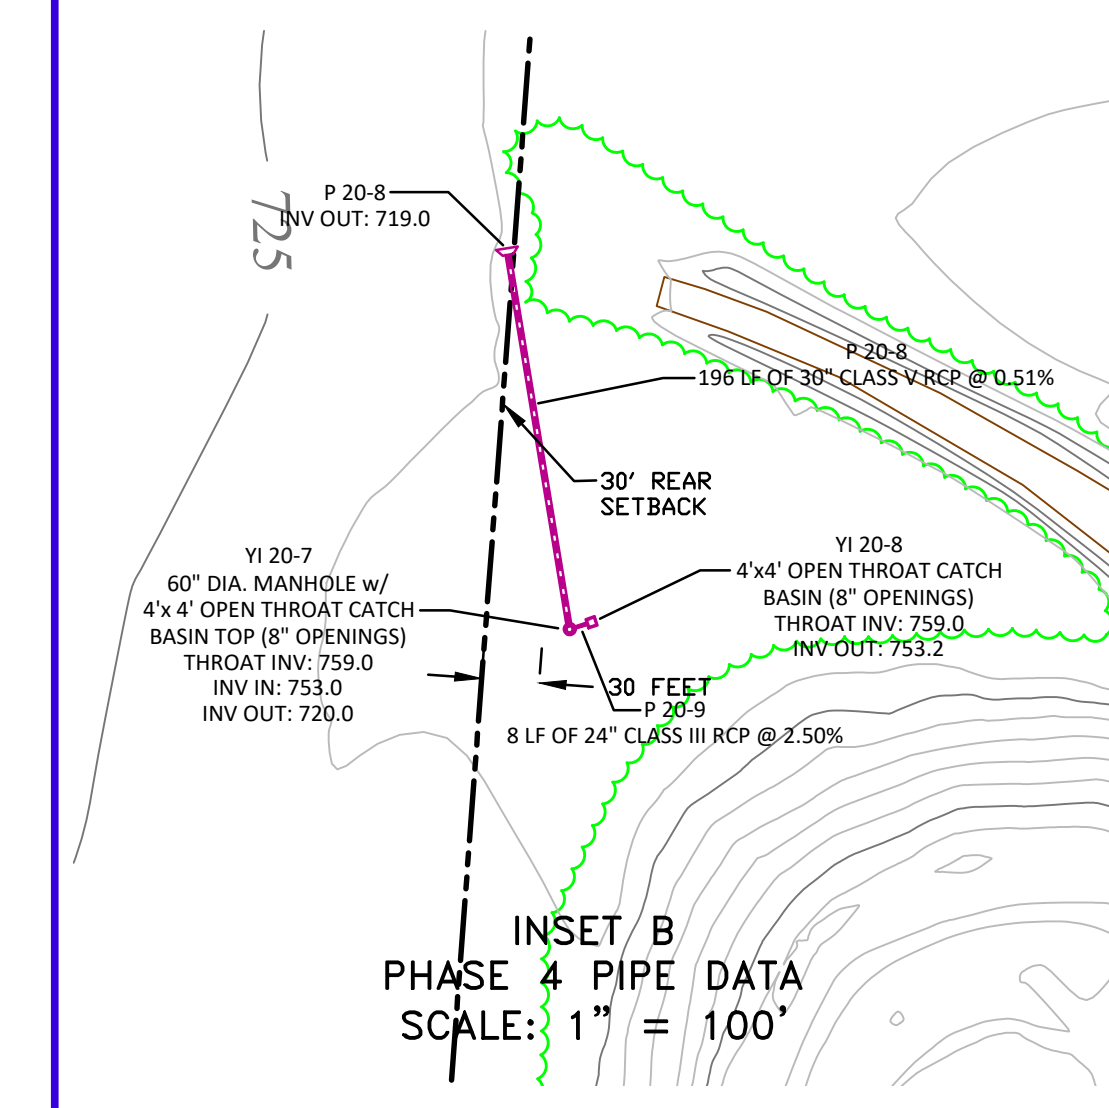 725
P 20-8
INV OUT: 719.0
P 20-8
196 LF OF 30" CLASS V RCP @ 0.51%
30' REAR
SETBACK
YI 20-7
60" DIA. MANHOLE w/
4'x 4' OPEN THROAT CATCH
BASIN TOP (8" OPENINGS)
THROAT INV: 759.0
INV IN: 753.0
INV OUT: 720.0
YI 20-8
4'x4' OPEN THROAT CATCH
BASIN (8" OPENINGS)
THROAT INV: 759.0
INV OUT: 753.2
30 FEET
P 20-9
8 LF OF 24" CLASS III RCP @ 2.50%
INSET B
PHASE 4 PIPE DATA
SCALE: 1" = 100'